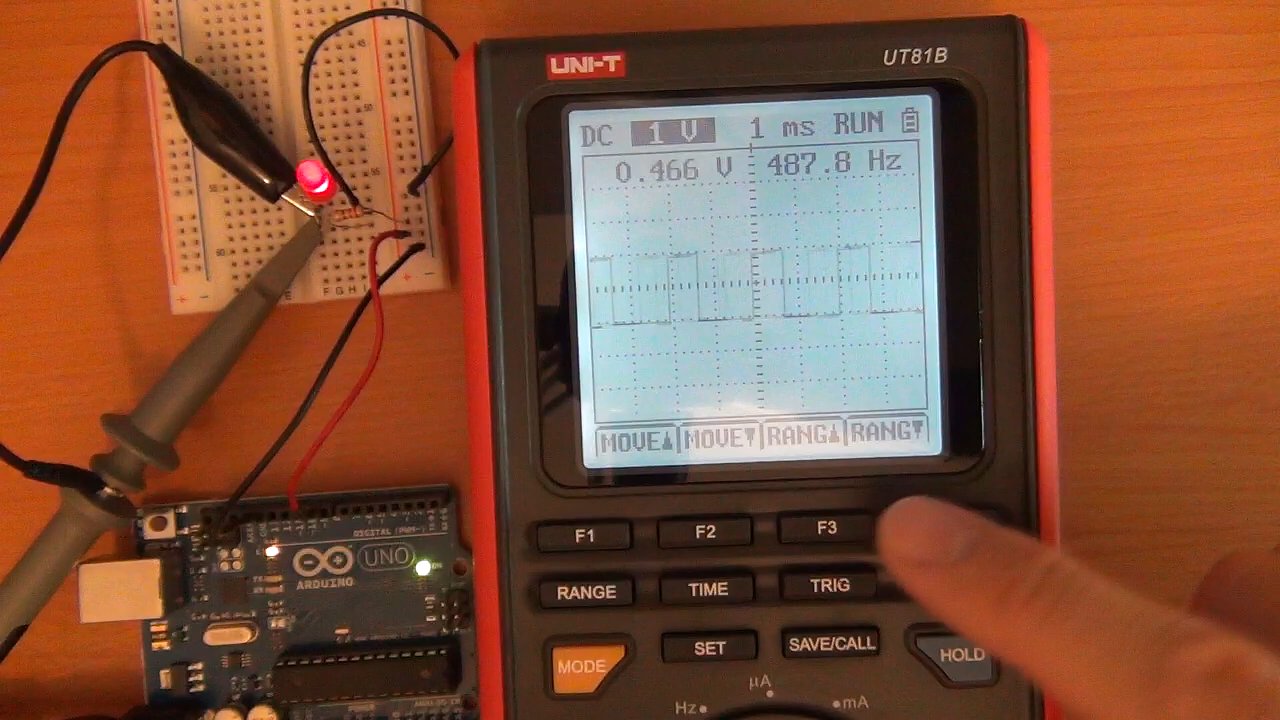 UNI-T
UT81B
DC 1 V 1 ms RUN
0.466 V 487.8 Hz
MOVE▲ MOVE▼ RANG▲ RANG▼
F1 F2 F3
RANGE TIME TRIG
MODE SET SAVE/CALL HOLD
µA
Hz mA
DIGITAL (PWM~)
UNO
ARDUINO
ON
F G H I